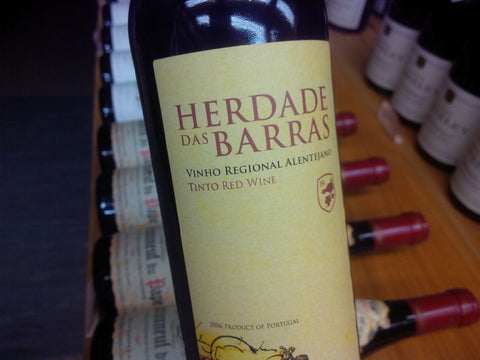 HERDADE
DAS BARRAS
VINHO REGIONAL ALENTEJANO
TINTO RED WINE
2006 PRODUCT OF PORTUGAL